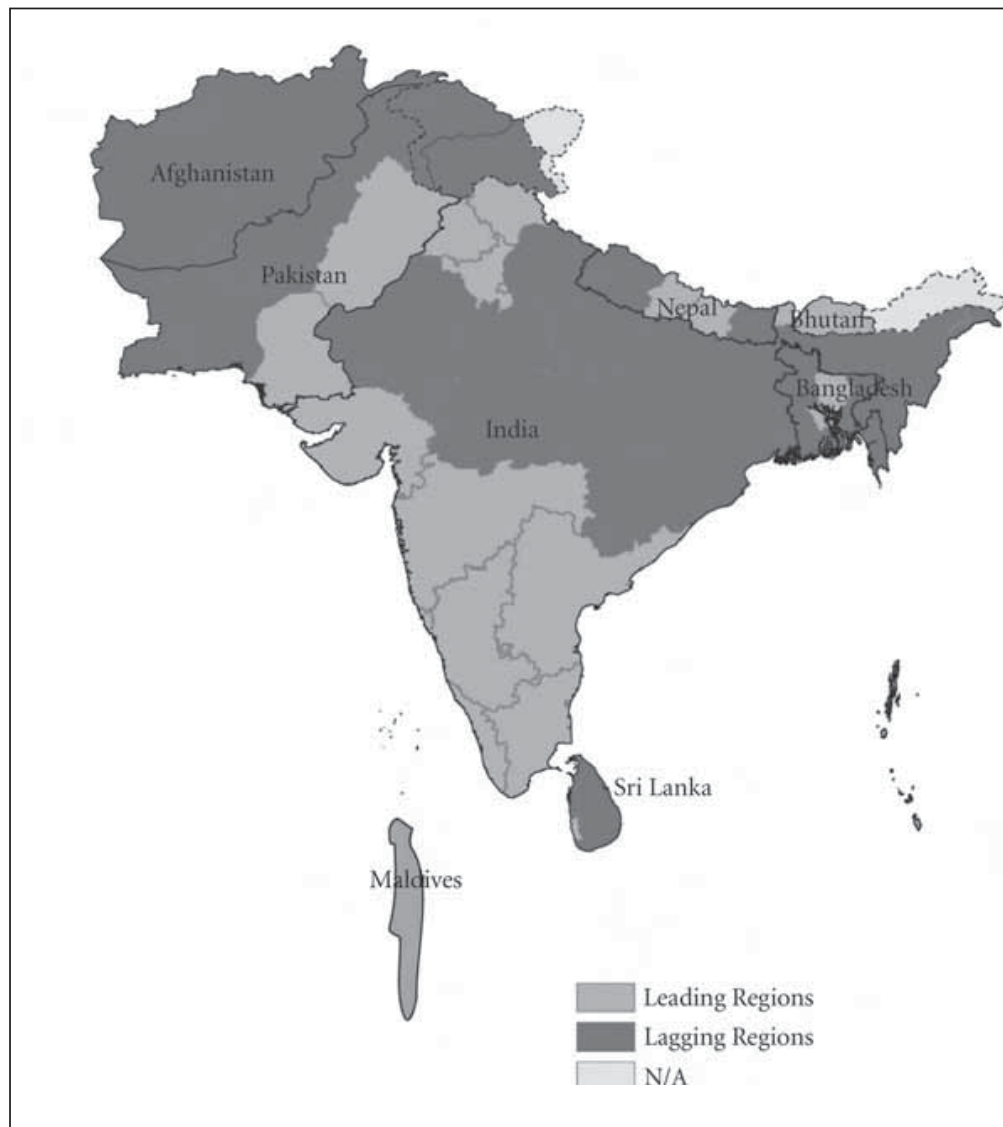 Afghanistan
Pakistan
Nepal
Bhutan
Bangladesh
India
Sri Lanka
Maldives
Leading Regions
Lagging Regions
N/A